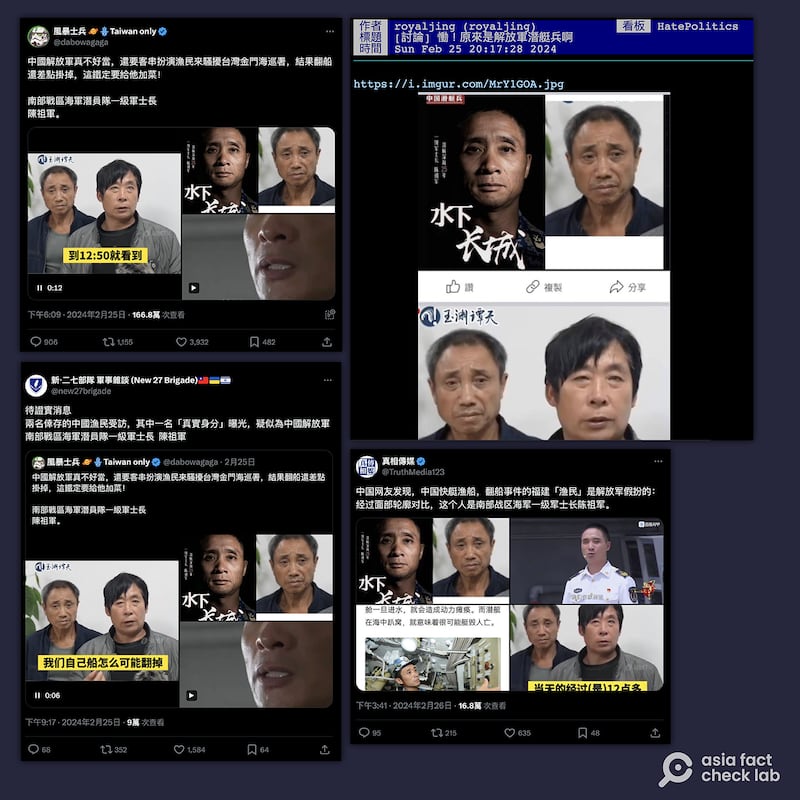 風暴士兵🪐💈Taiwan only
@dabowagaga
中國解放軍真不好當,還要客串扮演漁民來騷擾台灣金門海巡署,結果翻船
還差點掛掉,這鐵定要給他加菜!
南部戰區海軍潛員隊一級軍士長
陳祖軍。
玉渊谭天
到12:50就看到
0:12
水下
长城
下午6:09 · 2024年2月25日 · 166.8萬 次查看
906
1,155
3,932
482
作者 royaljing (royaljing)
看板 HatePolitics
標題 [討論] 慟!原來是解放軍潛艇兵啊
時間 Sun Feb 25 20:17:28 2024
https://i.imgur.com/MrY1GOA.jpg
中国潜艇兵
水下
长城
讚
複製
分享
玉渊谭天
新·二七部隊 軍事雜談 (New 27 Brigade)🇹🇼🇺🇦🇮🇱
@new27brigade
待證實消息
兩名倖存的中國漁民受訪,其中一名「真實身分」曝光,疑似為中國解放軍
南部戰區海軍潛員隊一級軍士長 陳祖軍
風暴士兵🪐💈Taiwan only @dabowagaga · 2月25日
中國解放軍真不好當,還要客串扮演漁民來騷擾台灣金門海巡署,結果翻船還差點
掛掉,這鐵定要給他加菜!
南部戰區海軍潛員隊一級軍士長
陳祖軍。
玉渊谭天
我们自己船怎么可能翻掉
0:06
水下
长城
下午9:17 · 2024年2月25日 · 9萬 次查看
68
352
1,584
64
真相傳媒
@TruthMedia123
中国网友发现,中国快艇渔船,翻船事件的福建「渔民」是解放军假扮的:
经过面部轮廓对比,这个人是南部战区海军一级军士长陈祖军。
水下
长城
舱一旦进水,就会造成动力瘫痪。而潜艇
在海中趴窝,就意味着很可能艇毁人亡。
当天的经过(是)12点多
下午3:41 · 2024年2月26日 · 16.8萬 次查看
95
215
635
48
asia fact
check lab